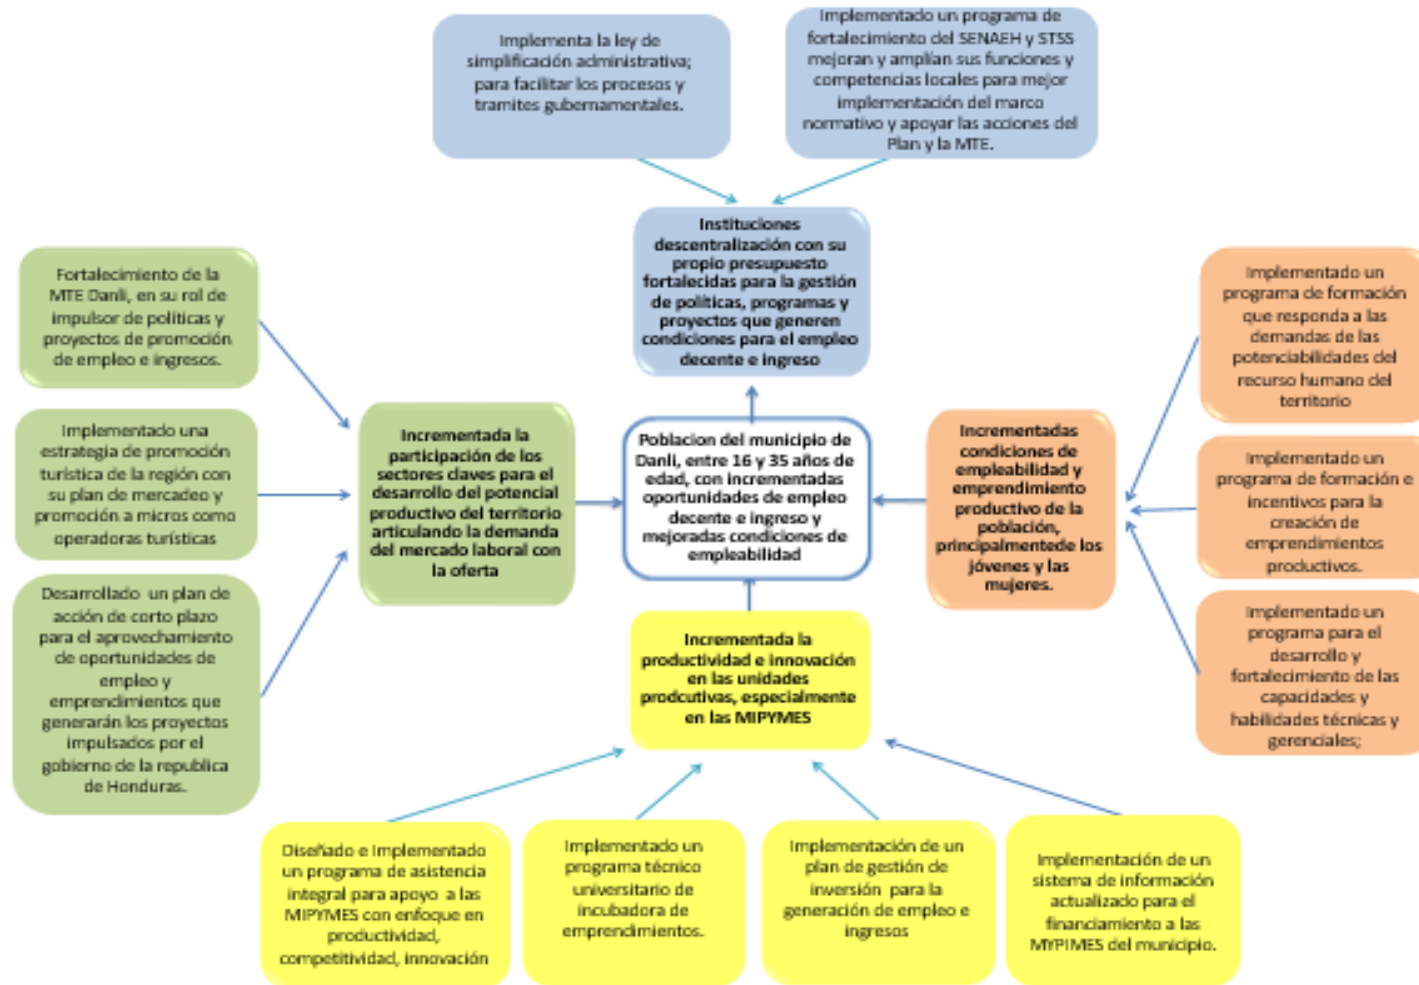 Implementa la ley de
simplificación administrativa;
para facilitar los procesos y
tramites gubernamentales.
Implementado un programa de
fortalecimiento del SENAEH y STSS
mejoran y amplían sus funciones y
competencias locales para mejor
implementación del marco
normativo y apoyar las acciones del
Plan y la MTE.
Instituciones
descentralización con su
propio presupuesto
fortalecidas para la gestión
de políticas, programas y
proyectos que generen
condiciones para el empleo
decente e ingreso
Fortalecimiento de la
MTE Danli, en su rol de
impulsor de políticas y
proyectos de promoción
de empleo e ingresos.
Implementado una
estrategia de promoción
turística de la región con
su plan de mercadeo y
promoción a micros como
operadoras turísticas
Desarrollado un plan de
acción de corto plazo
para el aprovechamiento
de oportunidades de
empleo y
emprendimientos que
generarán los proyectos
impulsados por el
gobierno de la republica
de Honduras.
Incrementada la
participación de los
sectores claves para el
desarrollo del potencial
productivo del territorio
articulando la demanda
del mercado laboral con
la oferta
Poblacion del municipio de
Danli, entre 16 y 35 años de
edad, con incrementadas
oportunidades de empleo
decente e ingreso y
mejoradas condiciones de
empleabilidad
Incrementadas
condiciones de
empleabilidad y
emprendimiento
productivo de la
población,
principalmentede los
jóvenes y las
mujeres.
Implementado un
programa de formación
que responda a las
demandas de las
potenciabilidades del
recurso humano del
territorio
Implementado un
programa de formación e
incentivos para la
creación de
emprendimientos
productivos.
Implementado un
programa para el
desarrollo y
fortalecimiento de las
capacidades y
habilidades técnicas y
gerenciales;
Incrementada la
productividad e innovación
en las unidades
prodcutivas, especialmente
en las MIPYMES
Diseñado e Implementado
un programa de asistencia
integral para apoyo a las
MIPYMES con enfoque en
productividad,
competitividad, innovación
Implementado un
programa técnico
universitario de
incubadora de
emprendimientos.
Implementación de un
plan de gestión de
inversión para la
generación de empleo e
ingresos
Implementación de un
sistema de información
actualizado para el
financiamiento a las
MYPIMES del municipio.